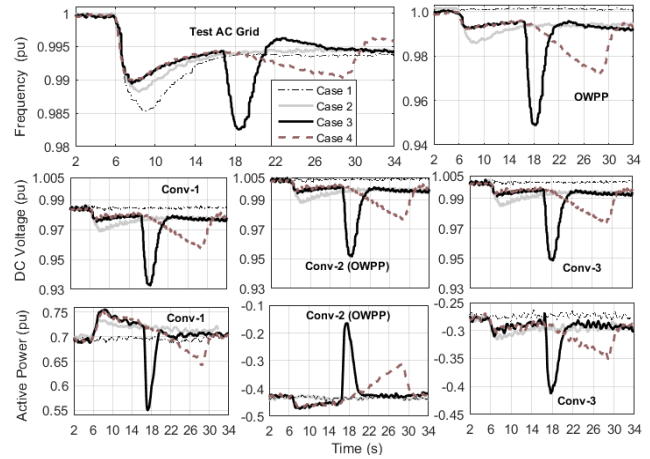 Frequency (pu)
1
0.995
0.99
0.985
0.98
Test AC Grid
Case 1
Case 2
Case 3
Case 4
2 6 10 14 18 22 26 30 34
1.00
0.98
0.96
0.94
OWPP
2 6 10 14 18 22 26 30 34
DC Voltage (pu)
1.005
0.99
0.97
0.95
0.93
Conv-1
2 6 10 14 18 22 26 30 34
1.005
0.99
0.97
0.95
0.93
Conv-2 (OWPP)
2 6 10 14 18 22 26 30 34
1.005
0.99
0.97
0.95
0.93
Conv-3
2 6 10 14 18 22 26 30 34
Active Power (pu)
0.75
0.7
0.65
0.6
0.55
Conv-1
2 6 10 14 18 22 26 30 34
-0.1
-0.2
-0.3
-0.4
-0.5
Conv-2 (OWPP)
2 6 10 14 18 22 26 30 34
-0.25
-0.3
-0.35
-0.4
-0.45
Conv-3
2 6 10 14 18 22 26 30 34
Time (s)